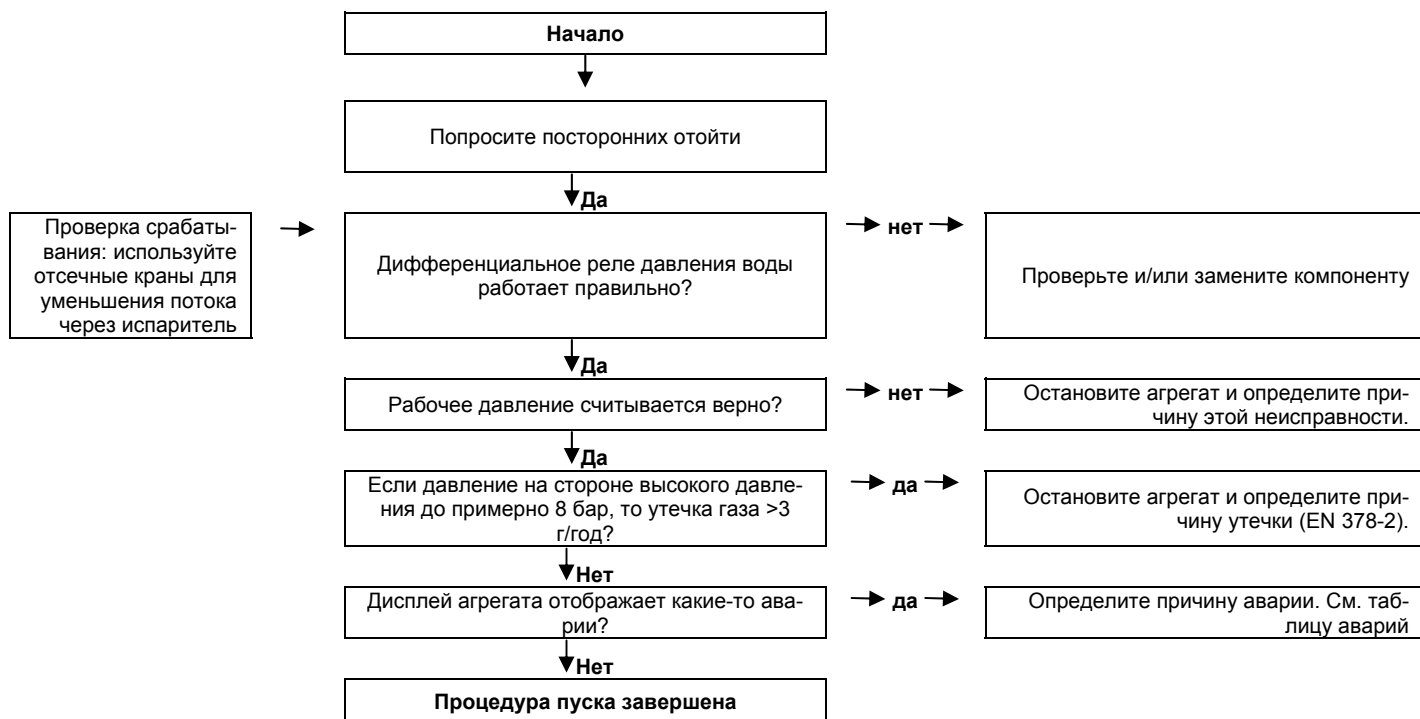 Начало
Попросите посторонних отойти
Да
Проверка срабаты-
вания: используйте
отсечные краны для
уменьшения потока
через испаритель
Дифференциальное реле давления воды
работает правильно?
нет
Проверьте и/или замените компоненту
Да
Рабочее давление считывается верно?
нет
Остановите агрегат и определите при-
чину этой неисправности.
Да
Если давление на стороне высокого давле-
ния до примерно 8 бар, то утечка газа >3
г/год?
да
Остановите агрегат и определите при-
чину утечки (EN 378-2).
Нет
Дисплей агрегата отображает какие-то ава-
рии?
да
Определите причину аварии. См. таб-
лицу аварий
Нет
Процедура пуска завершена